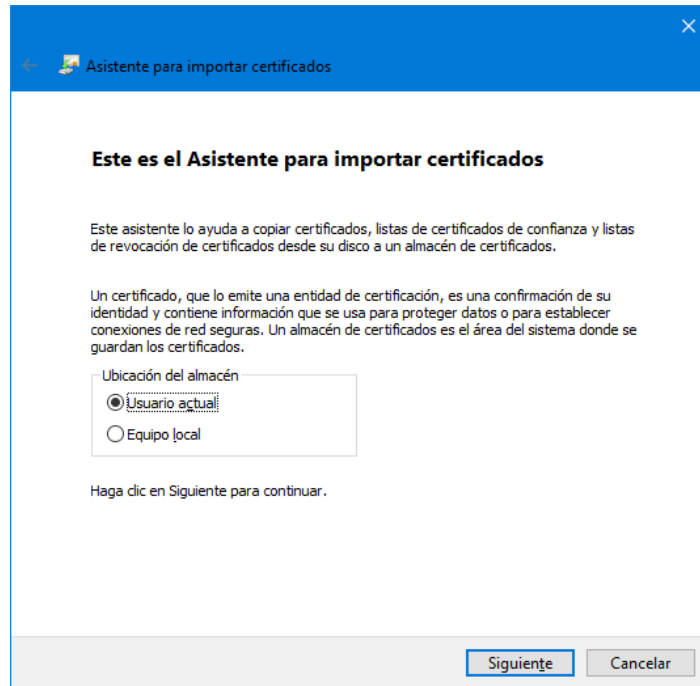 Asistente para importar certificados
Este es el Asistente para importar certificados
Este asistente lo ayuda a copiar certificados, listas de certificados de confianza y listas
de revocación de certificados desde su disco a un almacén de certificados.
Un certificado, que lo emite una entidad de certificación, es una confirmación de su
identidad y contiene información que se usa para proteger datos o para establecer
conexiones de red seguras. Un almacén de certificados es el área del sistema donde se
guardan los certificados.
Ubicación del almacén
Usuario actual
Equipo local
Haga clic en Siguiente para continuar.
Siguiente Cancelar